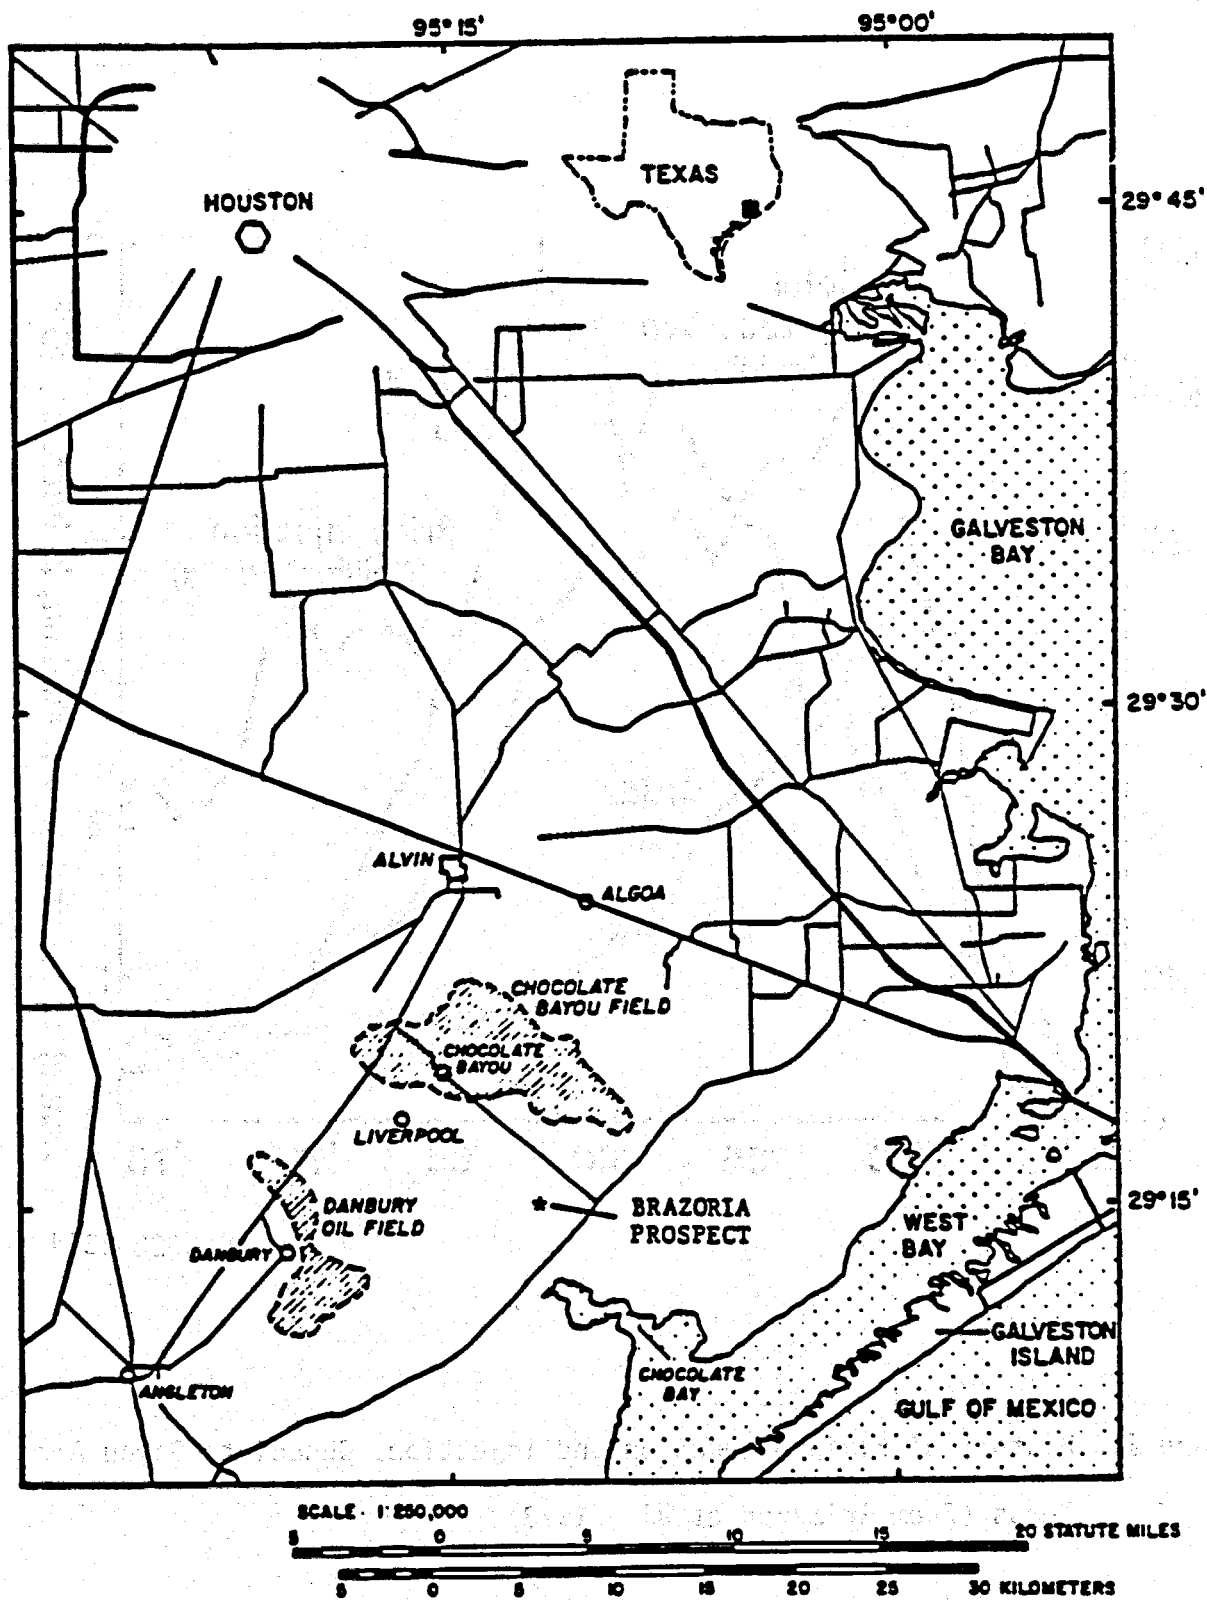 95° 15'
95° 00'
TEXAS
HOUSTON
29° 45'
GALVESTON
BAY
29° 30'
ALVIN
ALGOA
CHOCOLATE
BAYOU FIELD
CHOCOLATE
BAYOU
LIVERPOOL
DANBURY
OIL FIELD
* BRAZORIA
PROSPECT
29° 15'
WEST
BAY
DANBURY
GALVESTON
ISLAND
CHOCOLATE
BAY
ANGLETON
GULF OF MEXICO
SCALE · 1:250,000
5 0 5 10 15 20 STATUTE MILES
5 0 5 10 15 20 25 30 KILOMETERS